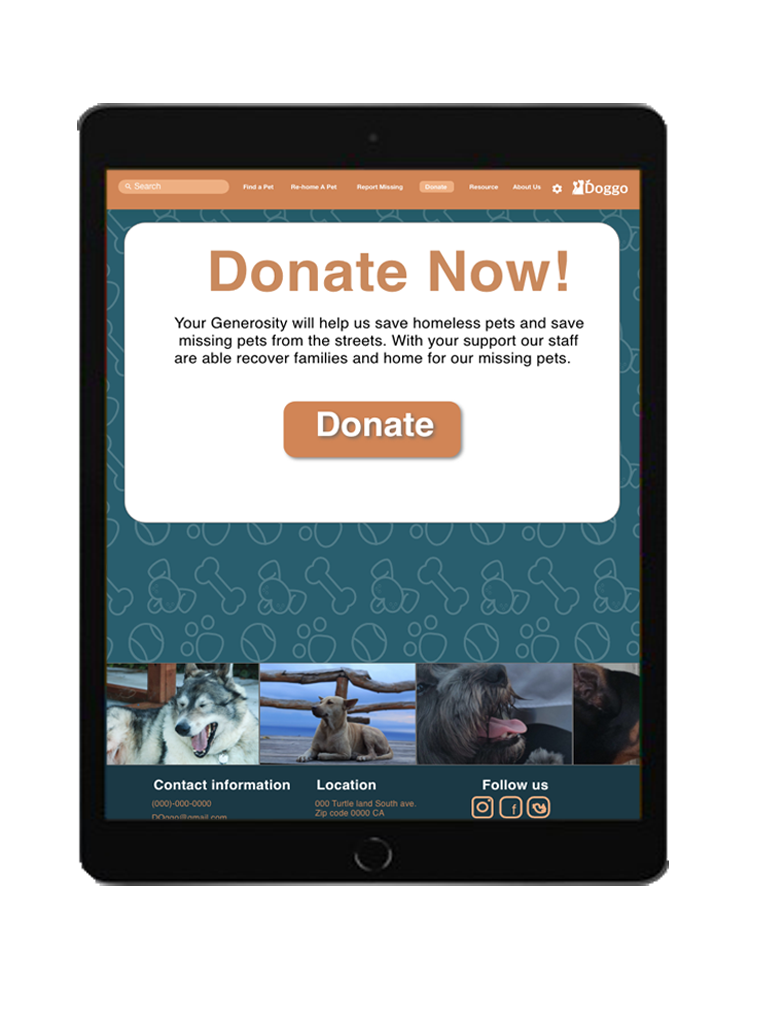 Search Find a Pet Re-home A Pet Report Missing Donate Resource About Us Doggo
Donate Now!
Your Generosity will help us save homeless pets and save
missing pets from the streets. With your support our staff
are able recover families and home for our missing pets.
Donate
Contact information Location Follow us
(000)-000-0000 000 Turtle land South ave.
Zip code 0000 CA
DOggo@gmail.com